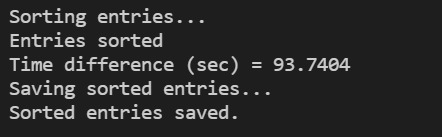 Sorting entries...
Entries sorted
Time difference (sec) = 93.7404
Saving sorted entries...
Sorted entries saved.